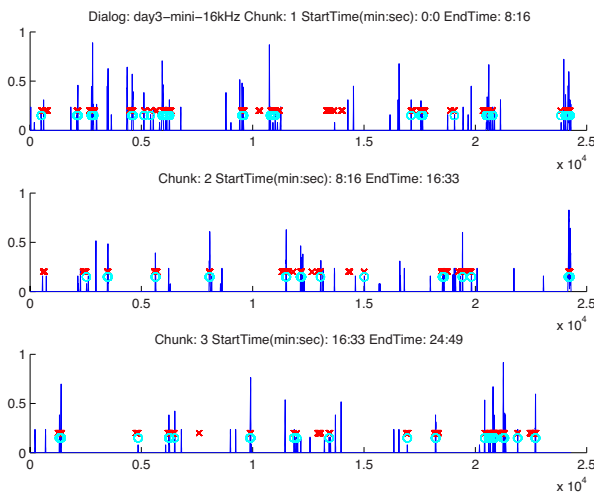 Dialog: day3-mini-16kHz Chunk: 1 StartTime(min:sec): 0:0 EndTime: 8:16
1
0.5
0
0 0.5 1 1.5 2 2.5
x 10^4
Chunk: 2 StartTime(min:sec): 8:16 EndTime: 16:33
1
0.5
0
0 0.5 1 1.5 2 2.5
x 10^4
Chunk: 3 StartTime(min:sec): 16:33 EndTime: 24:49
1
0.5
0
0 0.5 1 1.5 2 2.5
x 10^4